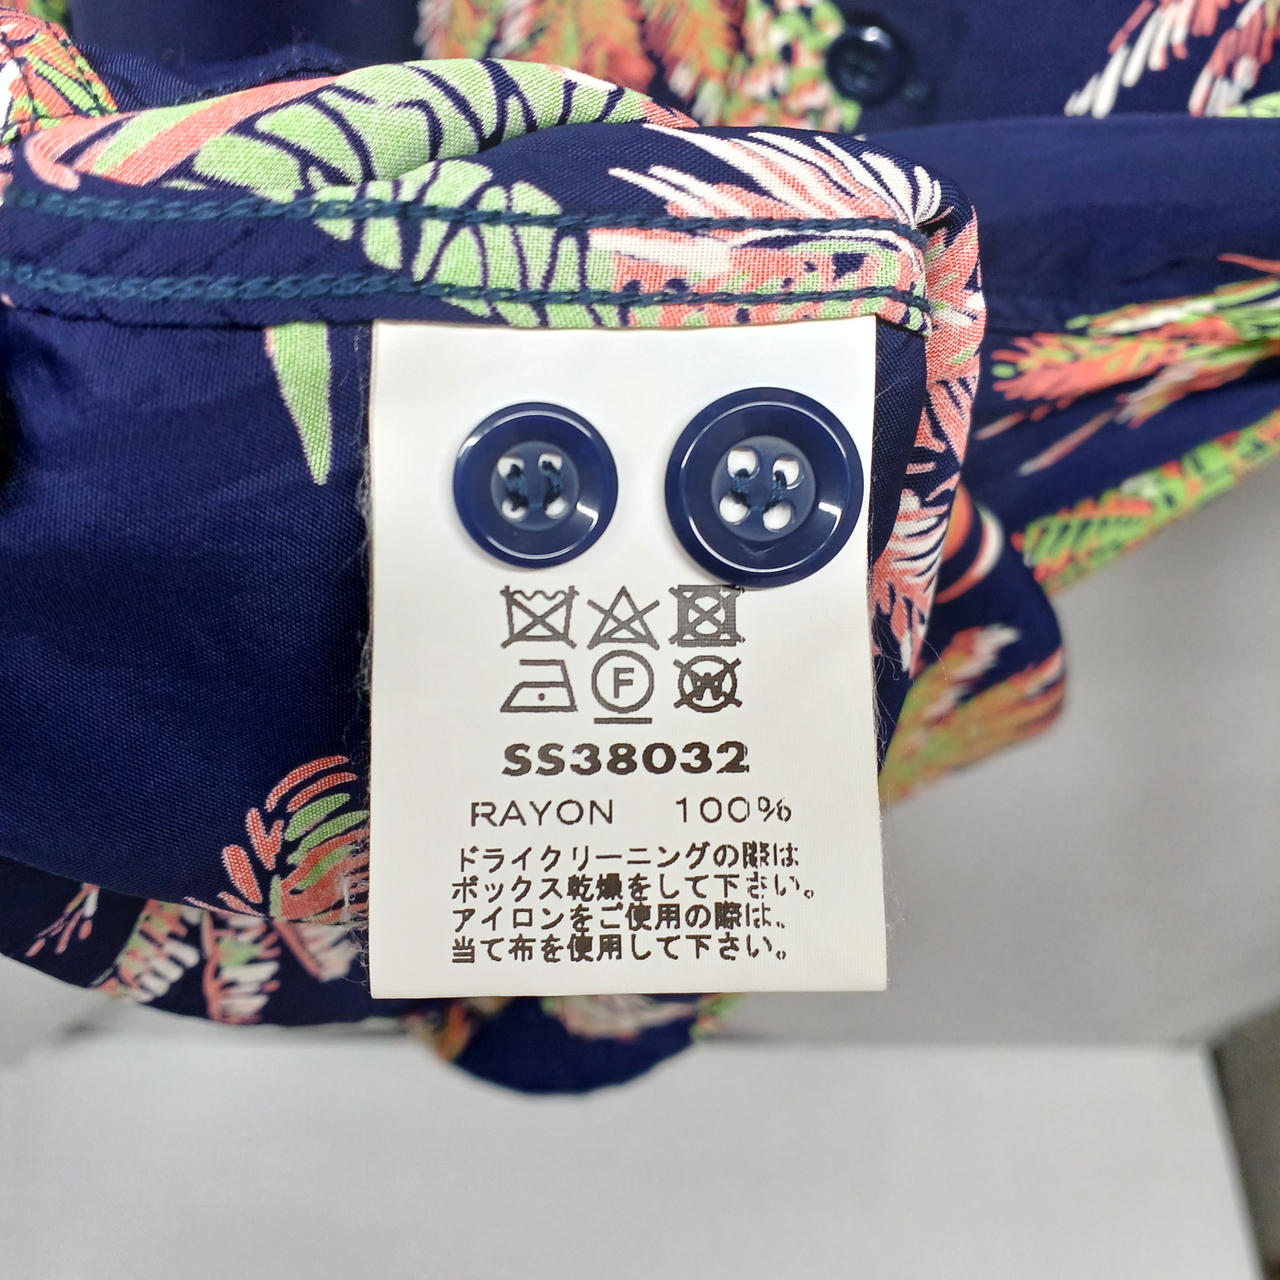 F
W
SS38032
RAYON 100%
ドライクリーニングの際は
ボックス乾燥をして下さい。
アイロンをご使用の際は、
当て布を使用して下さい。